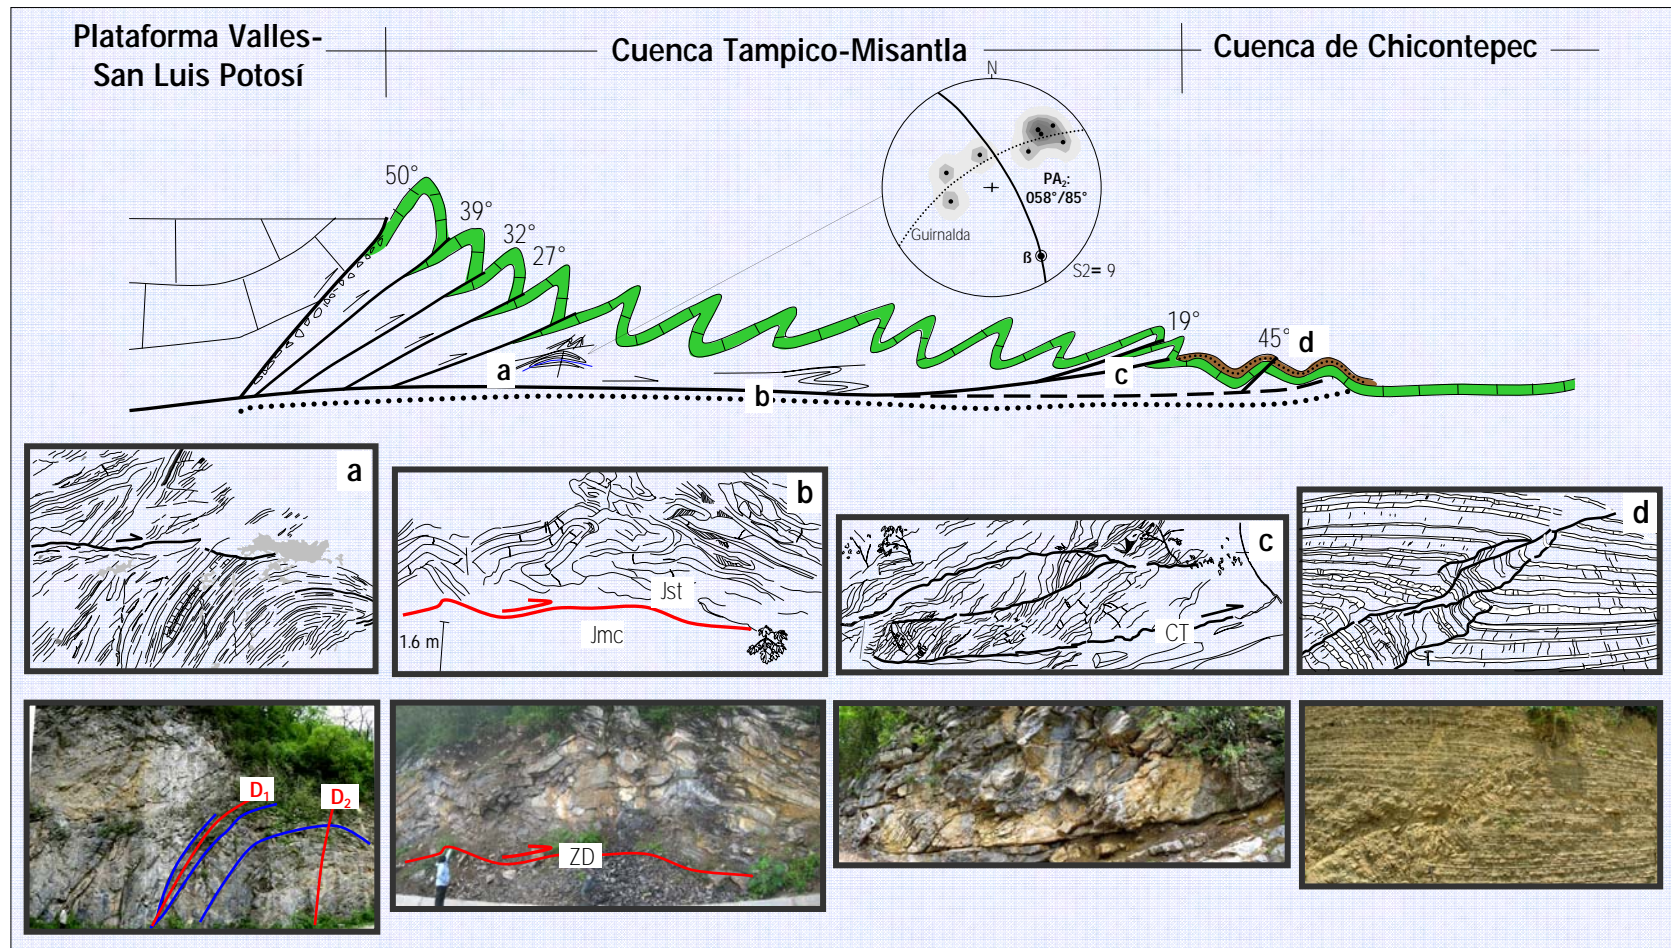 Plataforma Valles-
San Luis Potosí
Cuenca Tampico-Misantla
Cuenca de Chicontepec
N
PA₂:
058°/85°
Guirnalda
ß
S2= 9
50°
39°
32°
27°
19°
45°
d
a
b
c
a
b
Jst
Jmc
1.6 m
c
CT
d
D₁
D₂
ZD